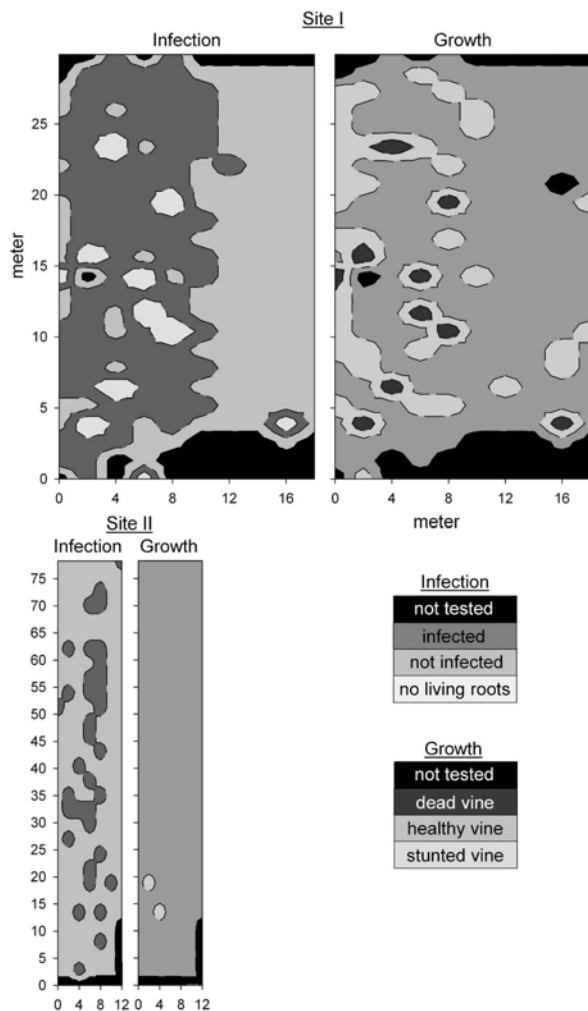 Site I
Infection Growth
25
20
meter
15
10
5
0
0 4 8 12 16 0 4 8 12 16
meter
Site II
Infection Growth
75
70
65
60
55
50
45
40
35
30
25
20
15
10
5
0
0 4 8 12 0 4 8 12
Infection
not tested
infected
not infected
no living roots
Growth
not tested
dead vine
healthy vine
stunted vine